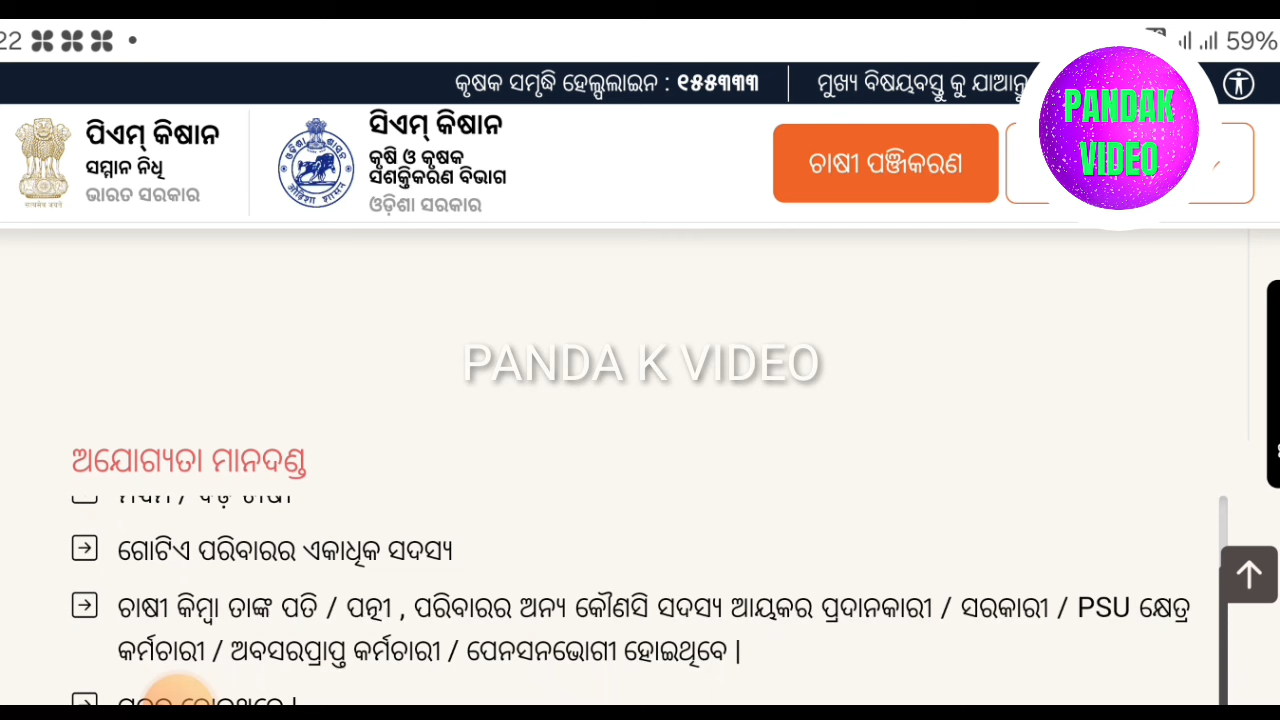 22
59%
କୃଷକ ସମୃଦ୍ଧି ହେଲ୍ପଲାଇନ : ୧୫୫୩୩୩
ମୁଖ୍ୟ ବିଷୟବସ୍ତୁ କୁ ଯାଆନ୍ତୁ
ପିଏମ୍ କିଷାନ
ସମ୍ମାନ ନିଧି
ଭାରତ ସରକାର
ସିଏମ୍ କିଷାନ
କୃଷି ଓ କୃଷକ
ସଶକ୍ତିକରଣ ବିଭାଗ
ଓଡ଼ିଶା ସରକାର
ଚାଷୀ ପଞ୍ଜିକରଣ
PANDAK
VIDEO
PANDA K VIDEO
ଅଯୋଗ୍ୟତା ମାନଦଣ୍ଡ
ଗୋଟିଏ ପରିବାରର ଏକାଧିକ ସଦସ୍ୟ
ଚାଷୀ କିମ୍ବା ତାଙ୍କ ପତି / ପତ୍ନୀ , ପରିବାରର ଅନ୍ୟ କୌଣସି ସଦସ୍ୟ ଆୟକର ପ୍ରଦାନକାରୀ / ସରକାରୀ / PSU କ୍ଷେତ୍ର
କର୍ମଚାରୀ / ଅବସରପ୍ରାପ୍ତ କର୍ମଚାରୀ / ପେନସନଭୋଗୀ ହୋଇଥିବେ |